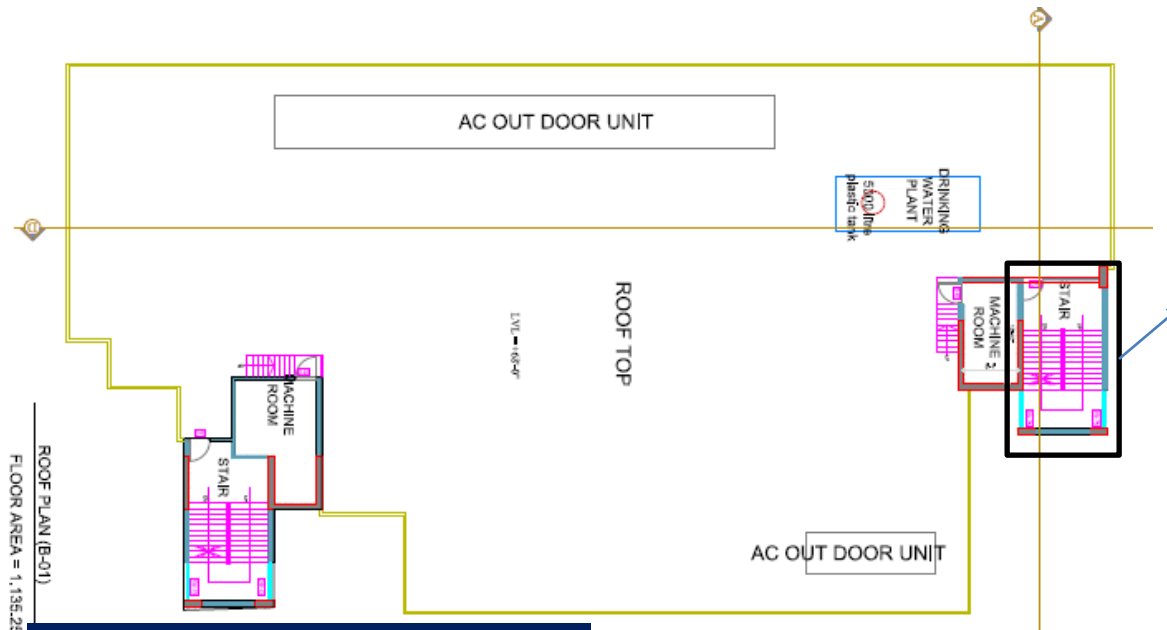 AC OUT DOOR UNIT
DRINKING
WATER
PLANT
plastic tank
ROOF TOP
STAIR
MACHINE
ROOM
MACHINE
ROOM
STAIR
AC OUT DOOR UNIT
ROOF PLAN (B-01)